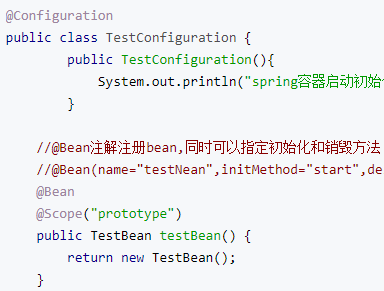 @Configuration
public class TestConfiguration {
public TestConfiguration(){
System.out.println("spring容器启动初始
}
//@Bean注解注册bean,同时可以指定初始化和销毁方法
//@Bean(name="testNean",initMethod="start",de
@Bean
@Scope("prototype")
public TestBean testBean() {
return new TestBean();
}